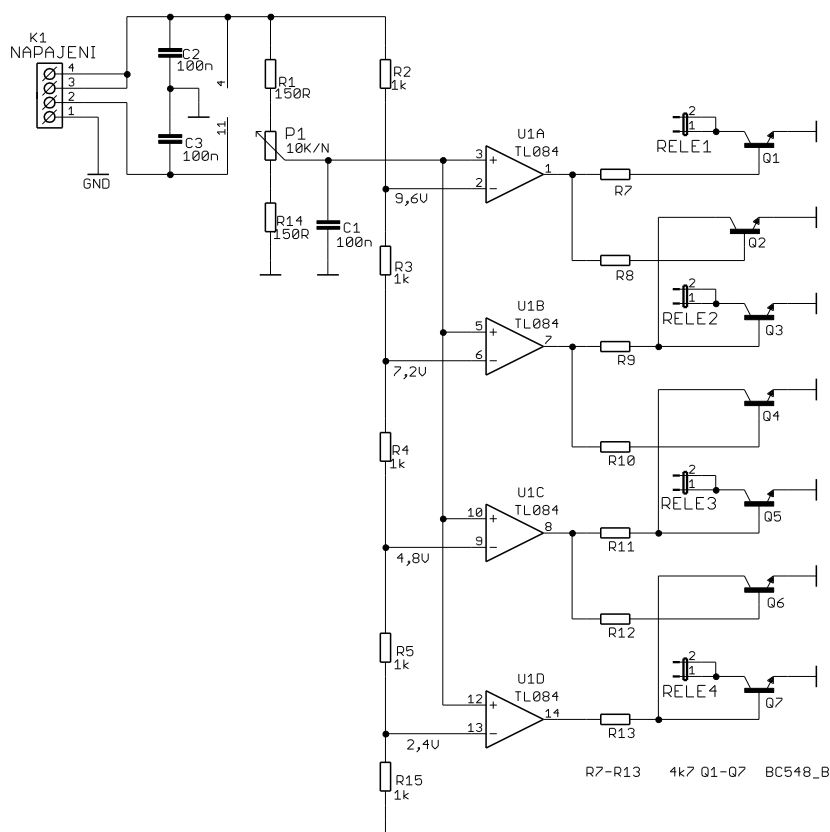 K1
NAPAJENI
4
3
2
1
GND
C2
100n
C3
100n
4
11
R1
150R
P1
10K/N
R14
150R
C1
100n
R2
1k
9,6V
R3
1k
7,2V
R4
1k
4,8V
R5
1k
2,4V
R15
1k
U1A
TL084
3
+
2
-
1
U1B
TL084
5
+
6
-
7
U1C
TL084
10
+
9
-
8
U1D
TL084
12
+
13
-
14
R7
R8
R9
R10
R11
R12
R13
2
1
RELE1
Q1
Q2
2
1
RELE2
Q3
Q4
2
1
RELE3
Q5
Q6
2
1
RELE4
Q7
R7-R13 4k7 Q1-Q7 BC548_B